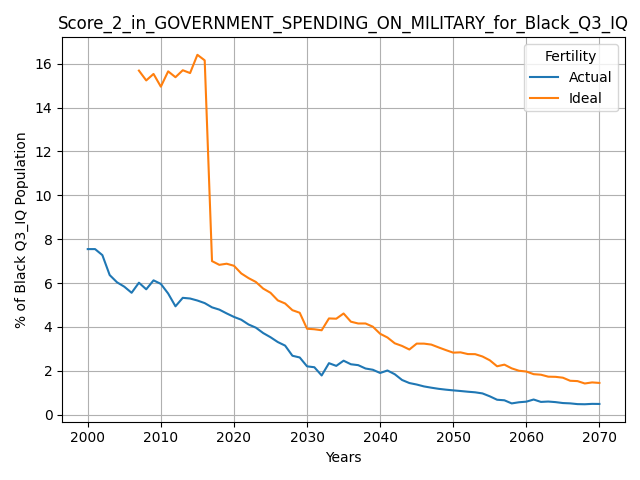 Score_2_in_GOVERNMENT_SPENDING_ON_MILITARY_for_Black_Q3_IQ
Fertility
Actual
Ideal
% of Black Q3_IQ Population
16
14
12
10
8
6
4
2
0
2000 2010 2020 2030 2040 2050 2060 2070
Years